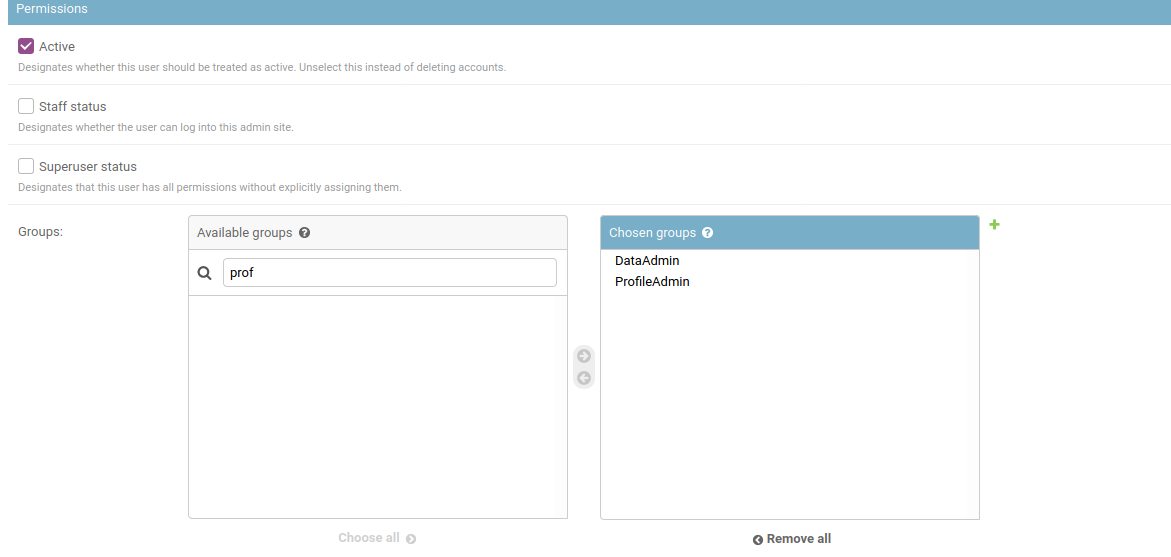 Permissions
Active
Designates whether this user should be treated as active. Unselect this instead of deleting accounts.
Staff status
Designates whether the user can log into this admin site.
Superuser status
Designates that this user has all permissions without explicitly assigning them.
Groups:
Available groups
prof
Choose all
Chosen groups
DataAdmin
ProfileAdmin
Remove all